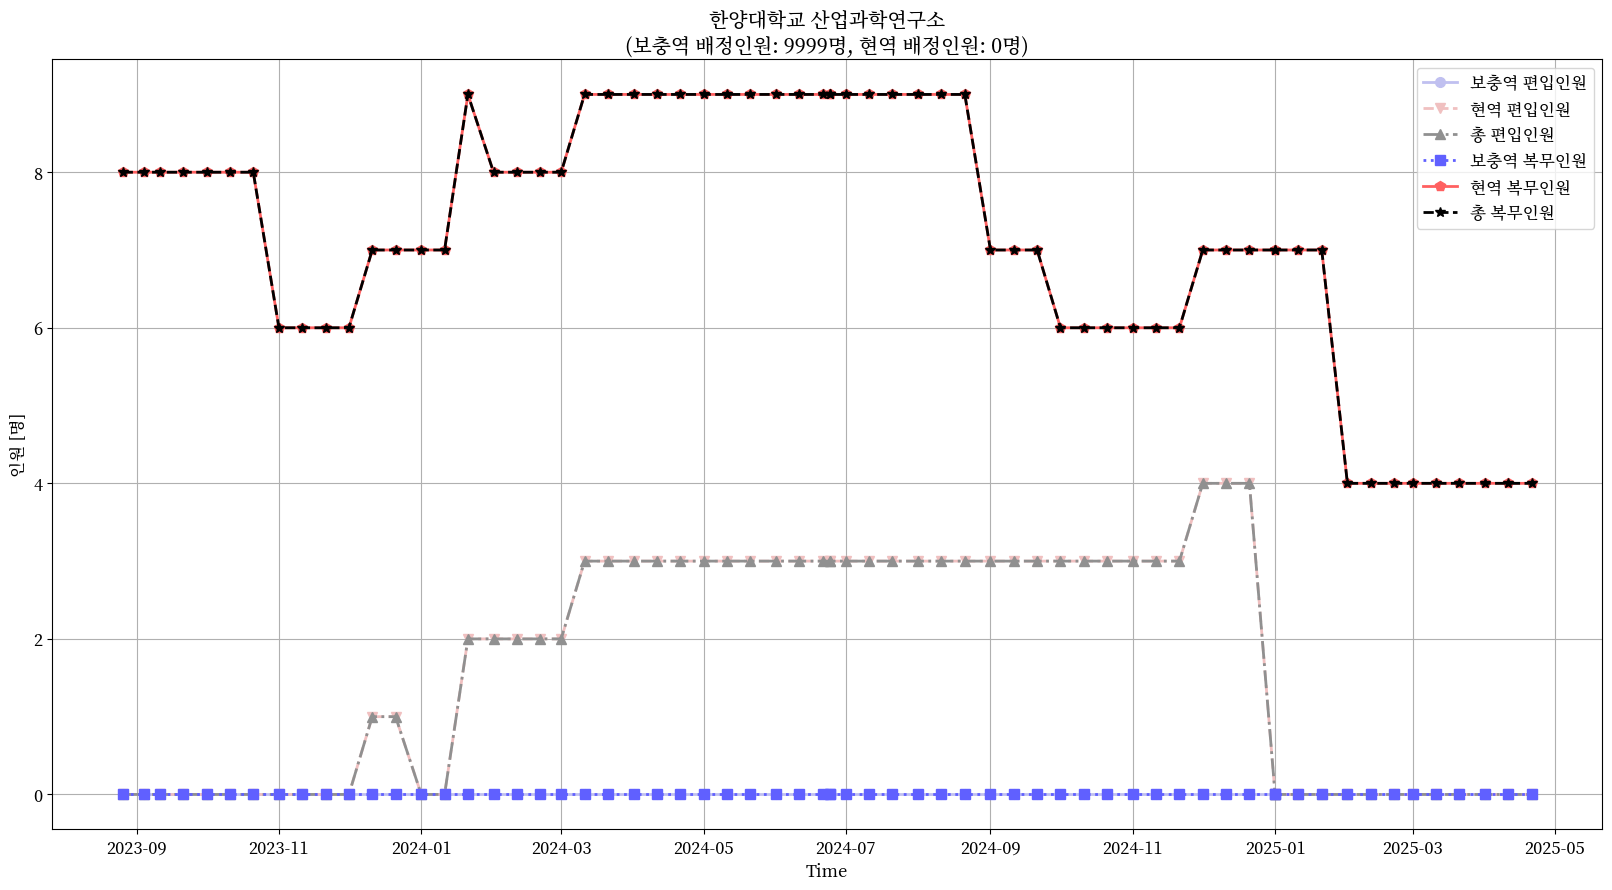 한양대학교 산업과학연구소
(보충역 배정인원: 9999명, 현역 배정인원: 0명)
보충역 편입인원
현역 편입인원
총 편입인원
보충역 복무인원
현역 복무인원
총 복무인원
인원 [명]
8
6
4
2
0
2023-09 2023-11 2024-01 2024-03 2024-05 2024-07 2024-09 2024-11 2025-01 2025-03 2025-05
Time